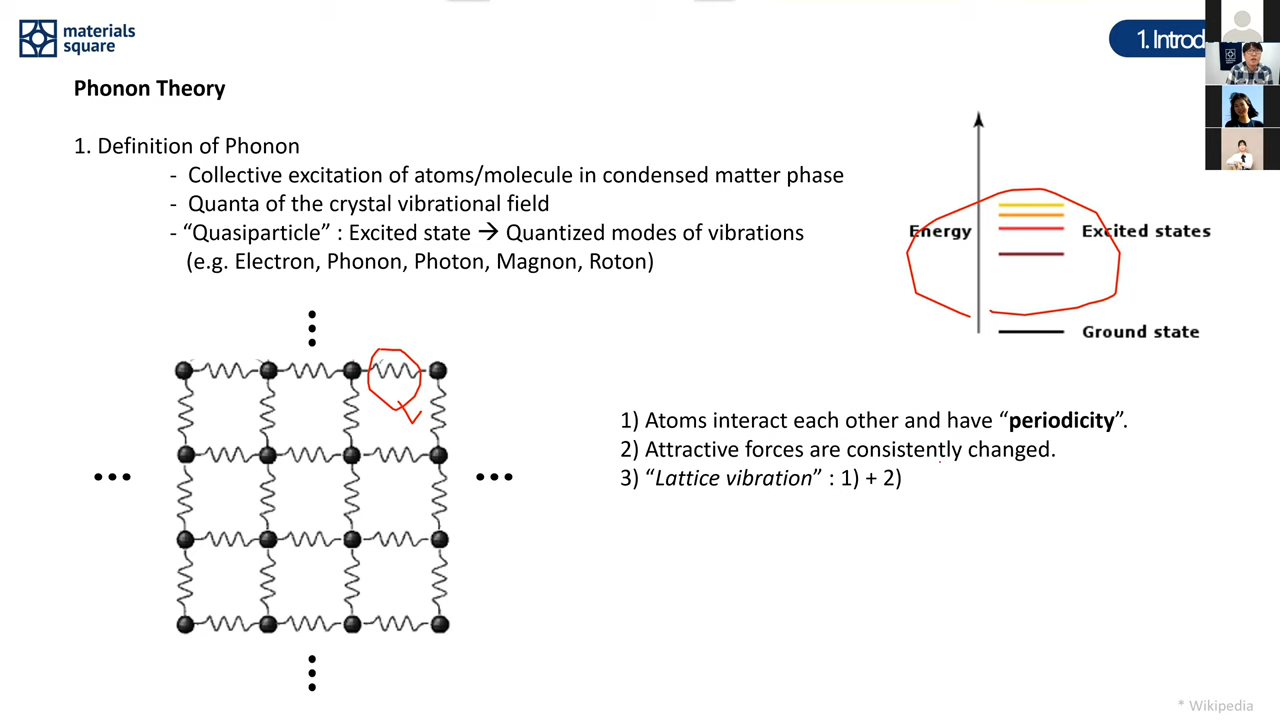 materials
square
1. Introd
Phonon Theory
1. Definition of Phonon
- Collective excitation of atoms/molecule in condensed matter phase
- Quanta of the crystal vibrational field
- “Quasiparticle” : Excited state → Quantized modes of vibrations
(e.g. Electron, Phonon, Photon, Magnon, Roton)
Energy
Excited states
Ground state
1) Atoms interact each other and have “periodicity”.
2) Attractive forces are consistently changed.
3) “Lattice vibration” : 1) + 2)
* Wikipedia